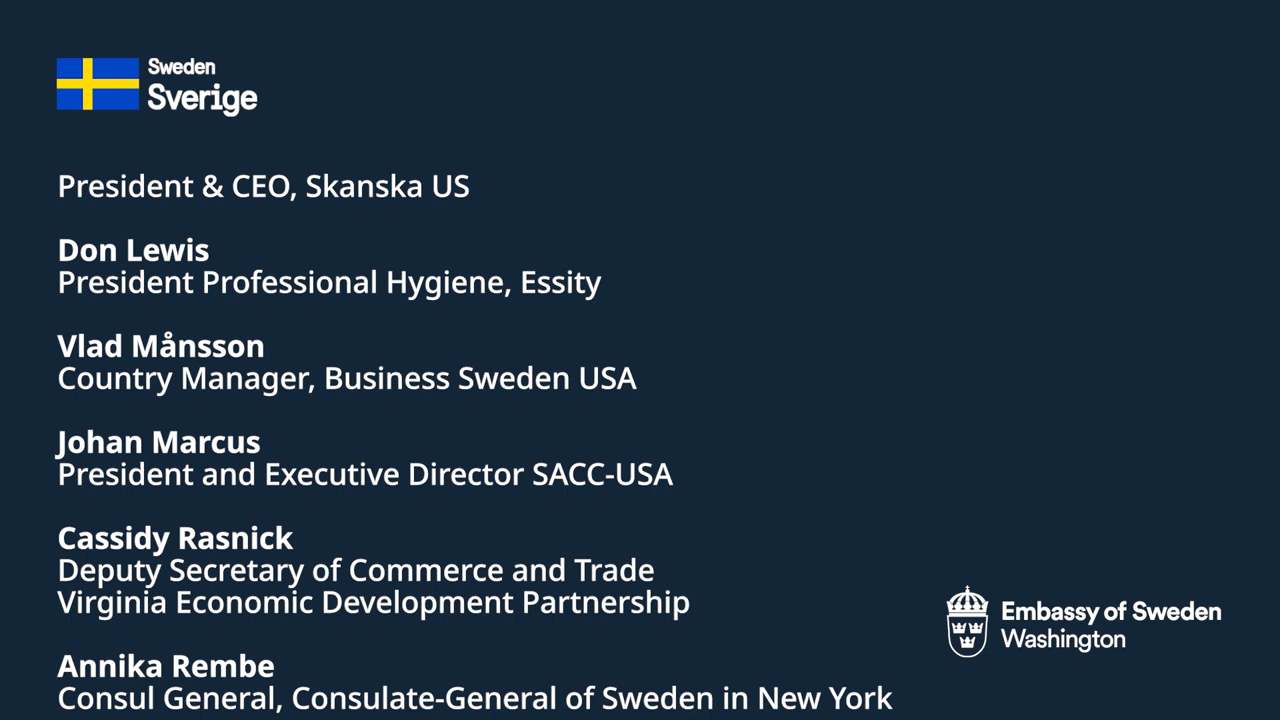 Sweden
Sverige
President & CEO, Skanska US
Don Lewis
President Professional Hygiene, Essity
Vlad Månsson
Country Manager, Business Sweden USA
Johan Marcus
President and Executive Director SACC-USA
Cassidy Rasnick
Deputy Secretary of Commerce and Trade
Virginia Economic Development Partnership
Annika Rembe
Consul General, Consulate-General of Sweden in New York
Embassy of Sweden
Washington